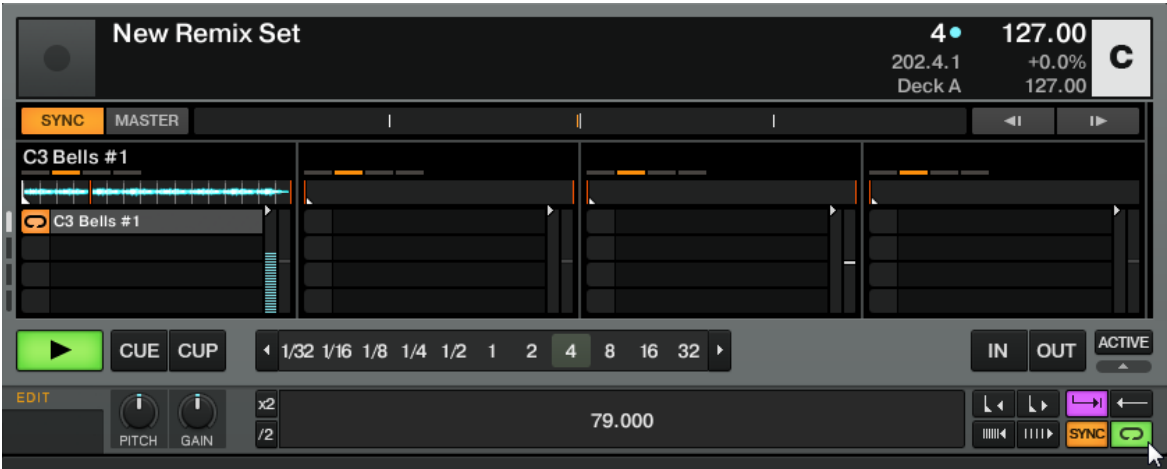 New Remix Set 4 127.00 C
202.4.1 +0.0%
Deck A 127.00
SYNC MASTER
C3 Bells #1
C3 Bells #1
CUE CUP 1/32 1/16 1/8 1/4 1/2 1 2 4 8 16 32 IN OUT ACTIVE
EDIT
PITCH GAIN x2 /2 79.000 SYNC